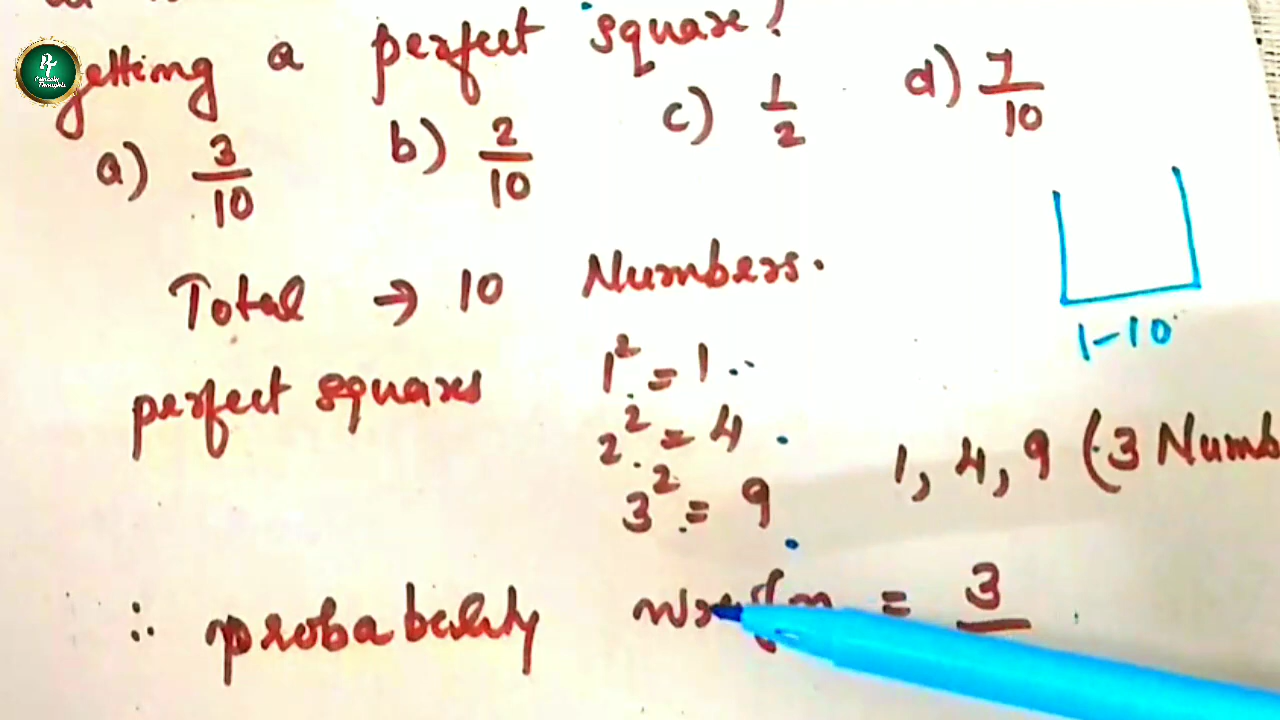 getting a perfect square?
a) 3/10 b) 2/10 c) 1/2 d) 7/10
Total → 10 Numbers.
1-10
perfect squares 1² = 1
2² = 4
3² = 9
1, 4, 9 (3 Numb
∴ probability = 3